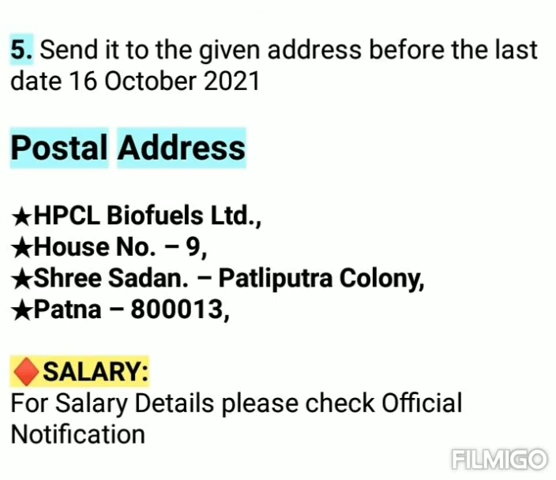 5. Send it to the given address before the last
date 16 October 2021
Postal Address
★HPCL Biofuels Ltd.,
★House No. – 9,
★Shree Sadan. – Patliputra Colony,
★Patna – 800013,
♦SALARY:
For Salary Details please check Official
Notification
FILMIGO